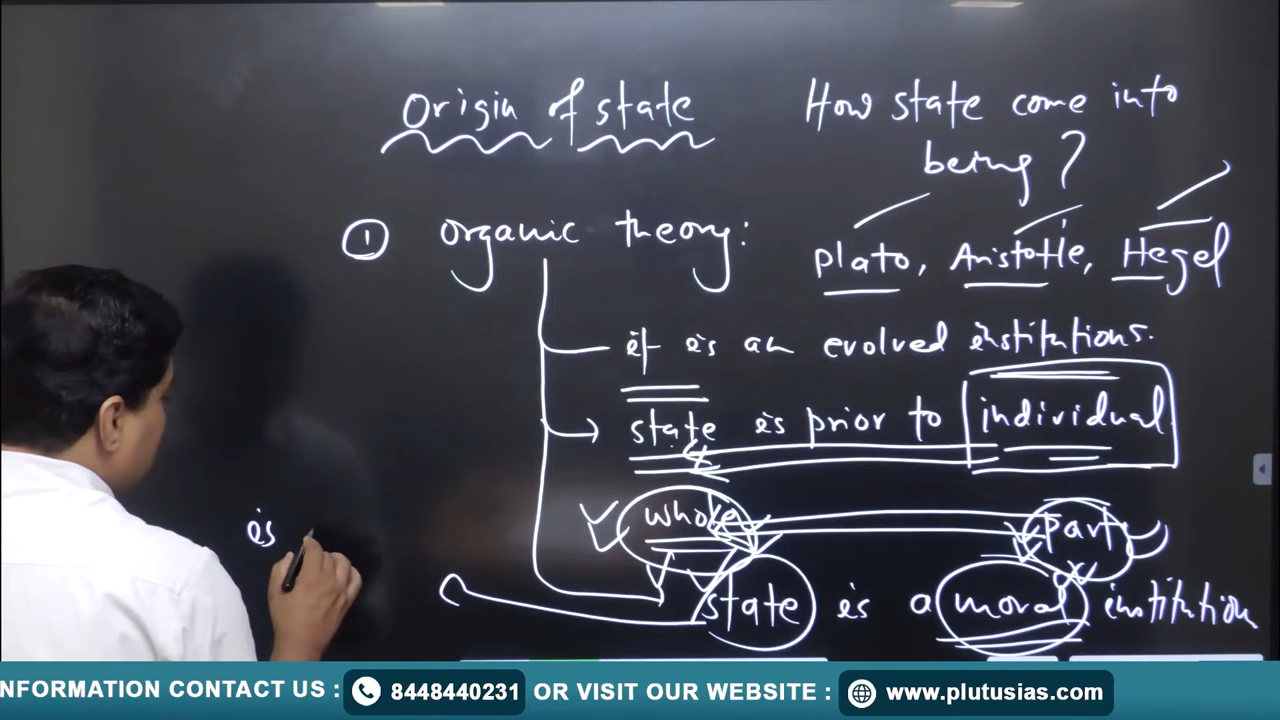 Origin of state
How state come into
being?
① organic theory:
Plato, Aristotle, Hegel
it is an evolved institutions.
state is prior to individual
whole part
state is a moral institution
is
NFORMATION CONTACT US : 8448440231 OR VISIT OUR WEBSITE : www.plutusias.com